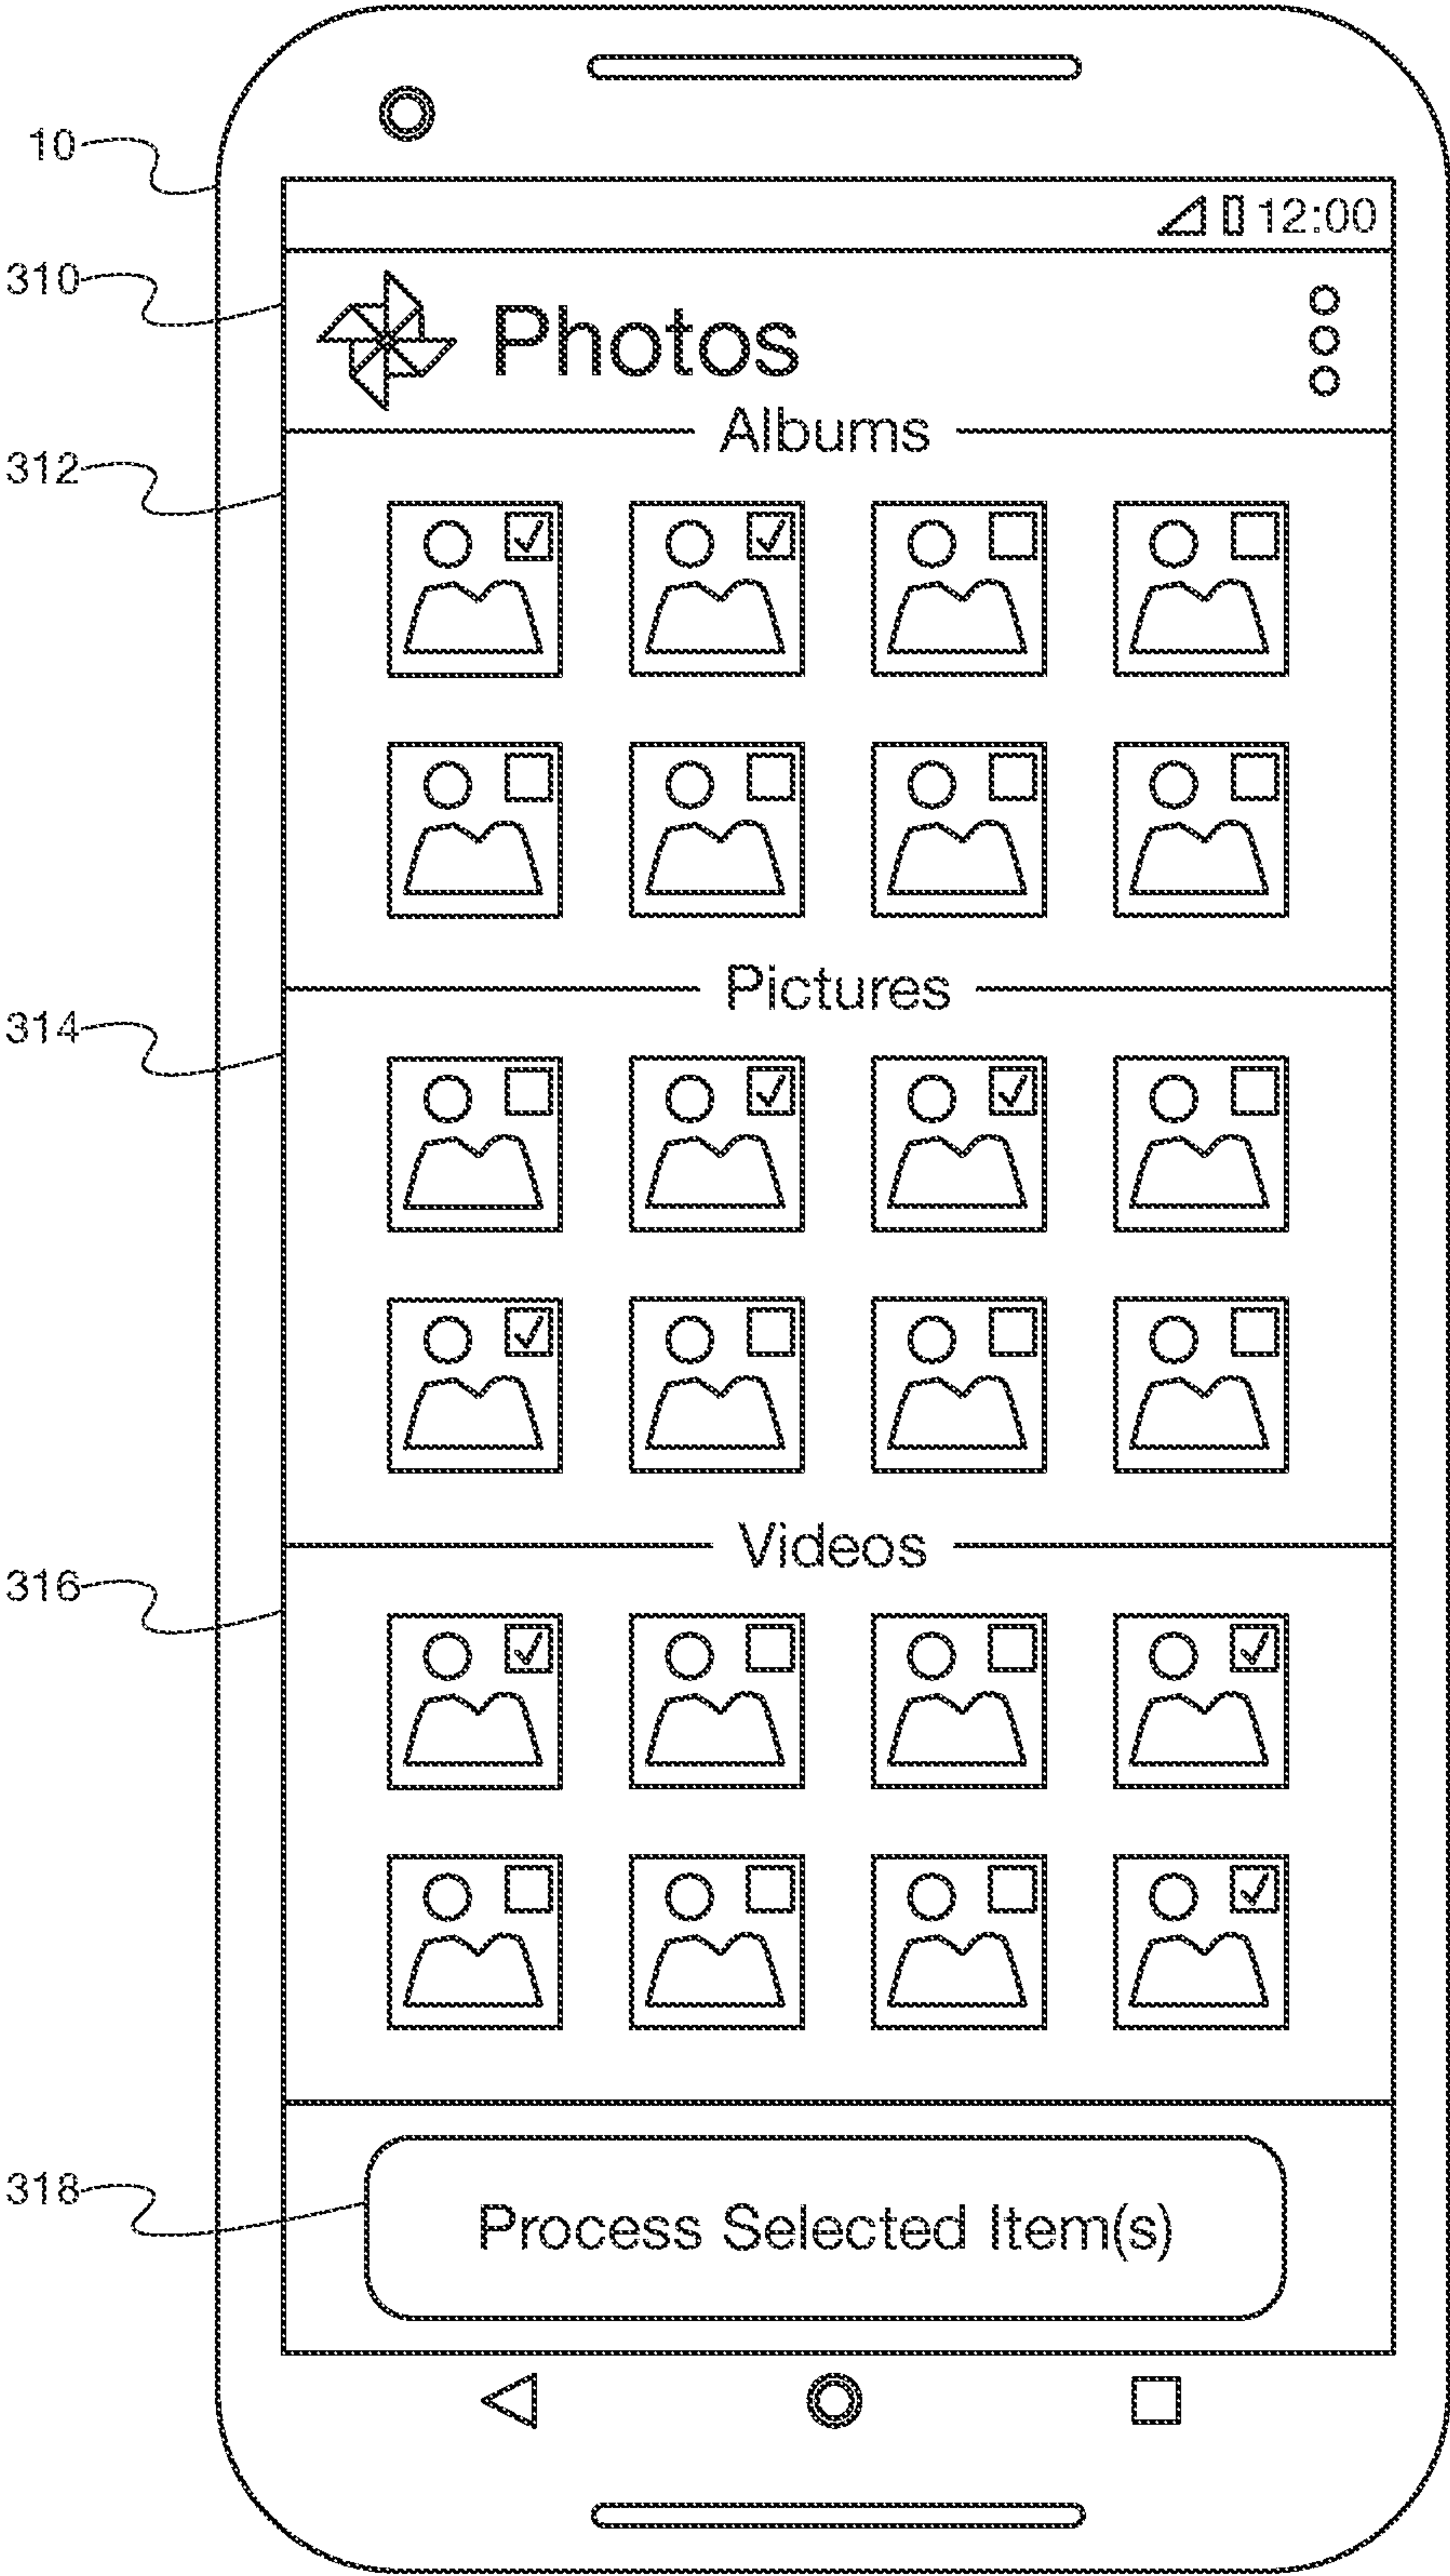 10
12:00
310
Photos
Albums
312
Pictures
314
Videos
316
318
Process Selected Item(s)